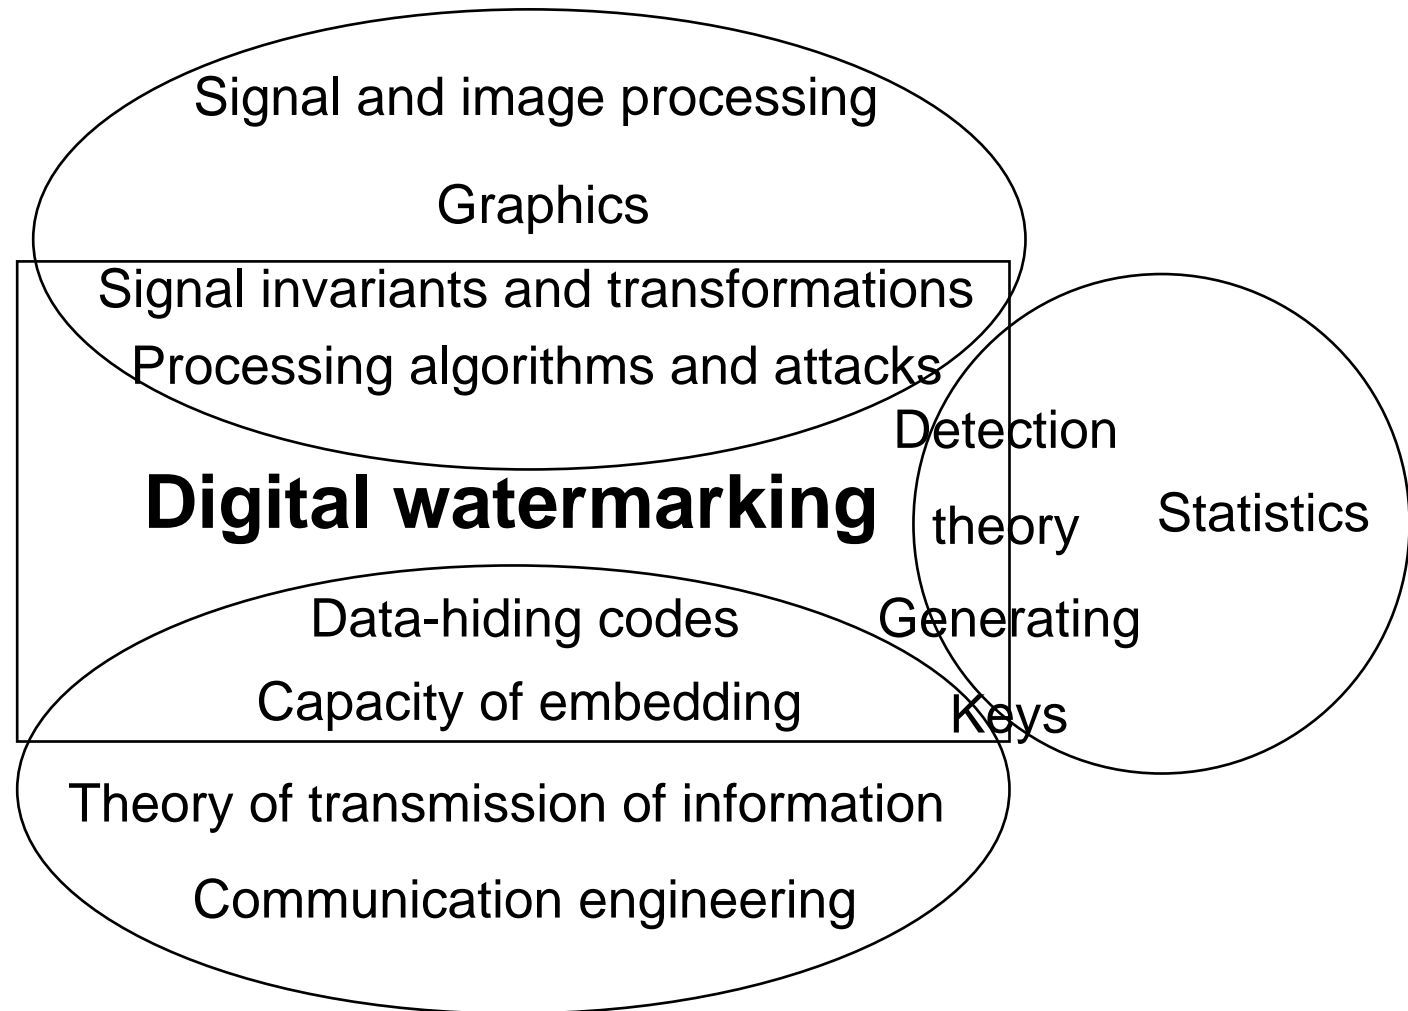 Signal and image processing
Graphics
Signal invariants and transformations
Processing algorithms and attacks
Detection
Digital watermarking
theory
Statistics
Data-hiding codes
Generating
Capacity of embedding
Keys
Theory of transmission of information
Communication engineering